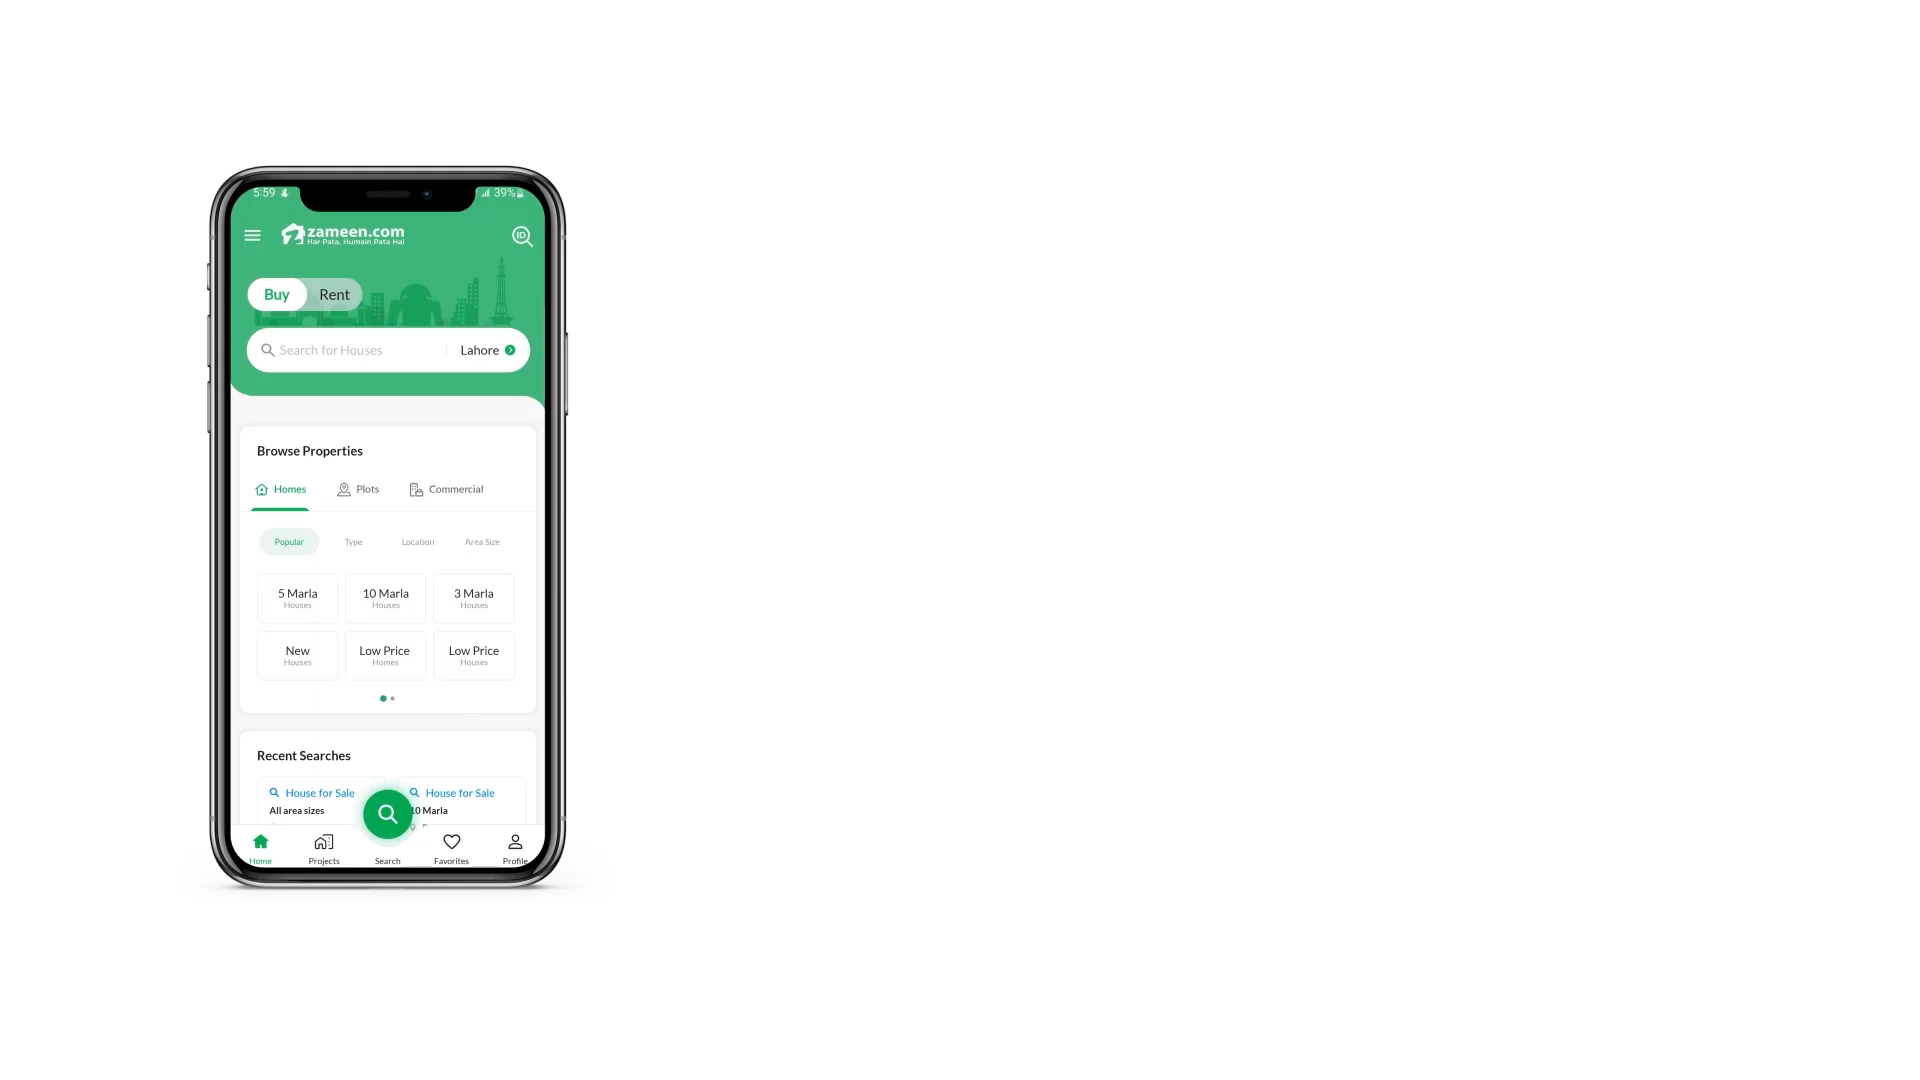 5:59
39%
zameen.com
Har Pata, Humain Pata Hai
ID
Buy Rent
Search for Houses Lahore
Browse Properties
Homes Plots Commercial
Popular Type Location Area Size
5 Marla 10 Marla 3 Marla
Houses Houses Houses
New Low Price Low Price
Houses Homes Houses
Recent Searches
House for Sale House for Sale
All area sizes 10 Marla
Home Projects Search Favorites Profile